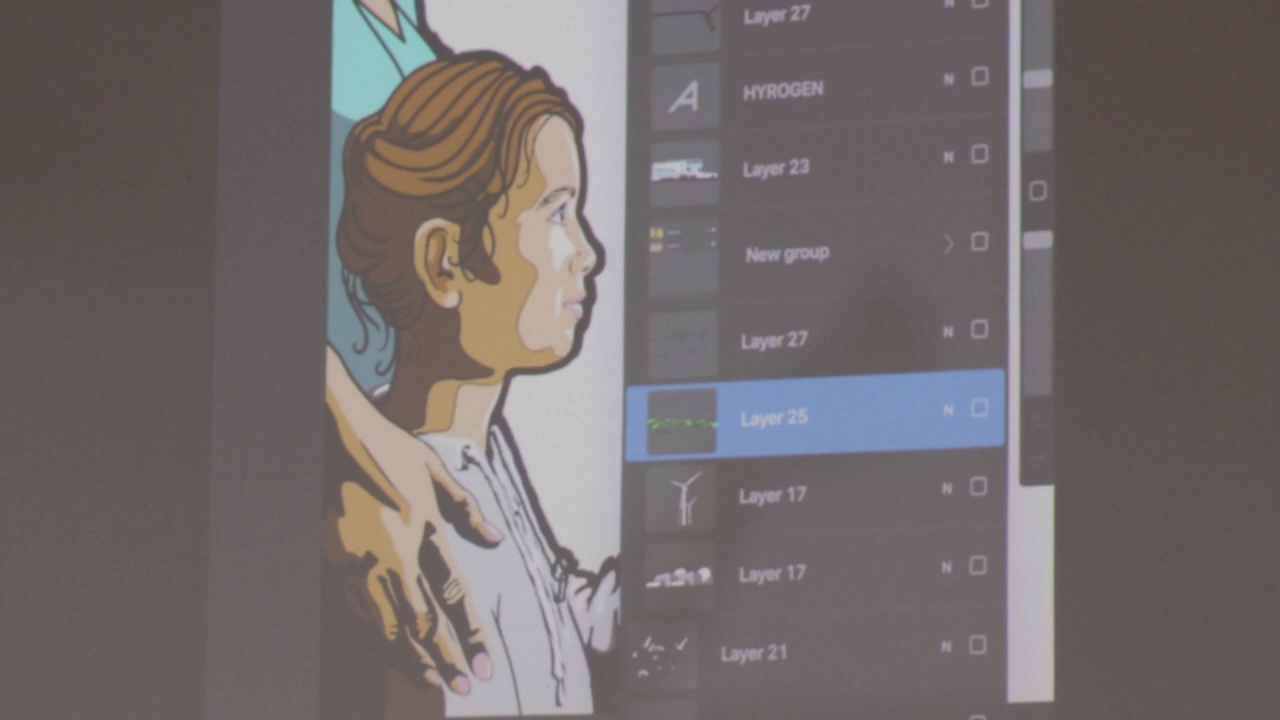 Layer 27 N
A HYROGEN N
Layer 23 N
New group
Layer 27 N
Layer 25 N
Layer 17 N
Layer 17 N
Layer 21 N